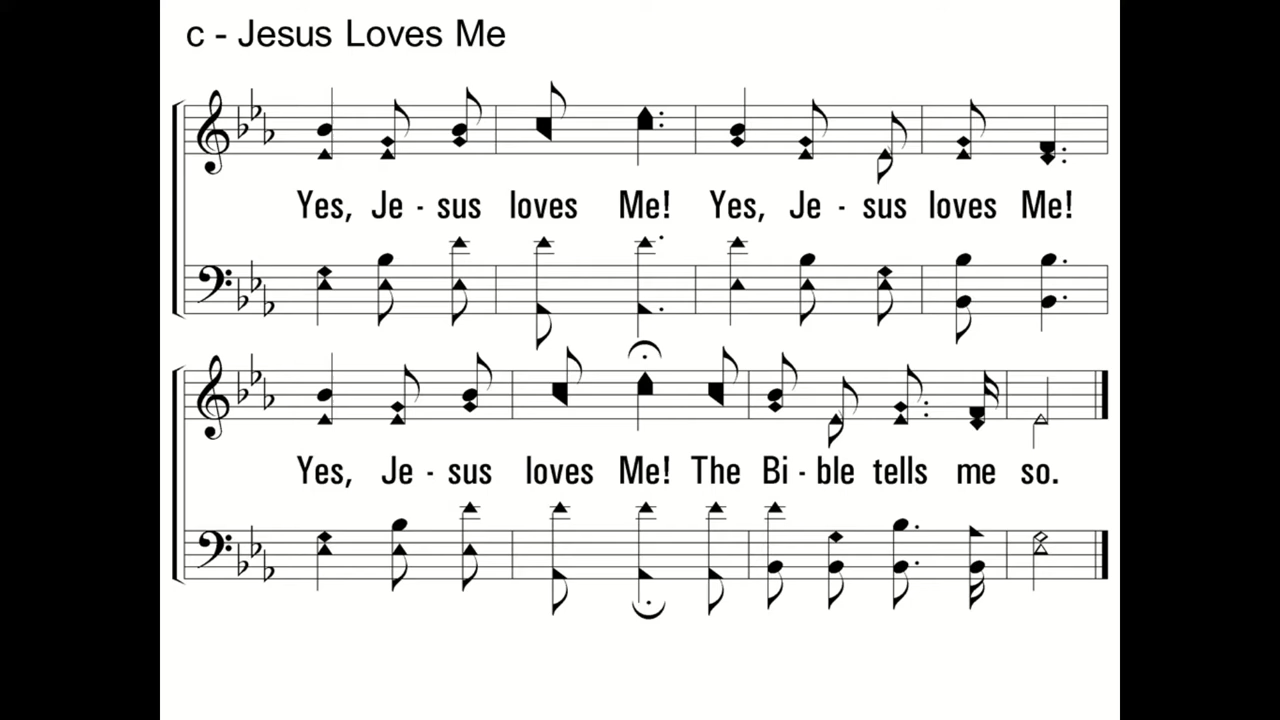 c - Jesus Loves Me
Yes, Je - sus loves Me! Yes, Je - sus loves Me!
Yes, Je - sus loves Me! The Bi - ble tells me so.